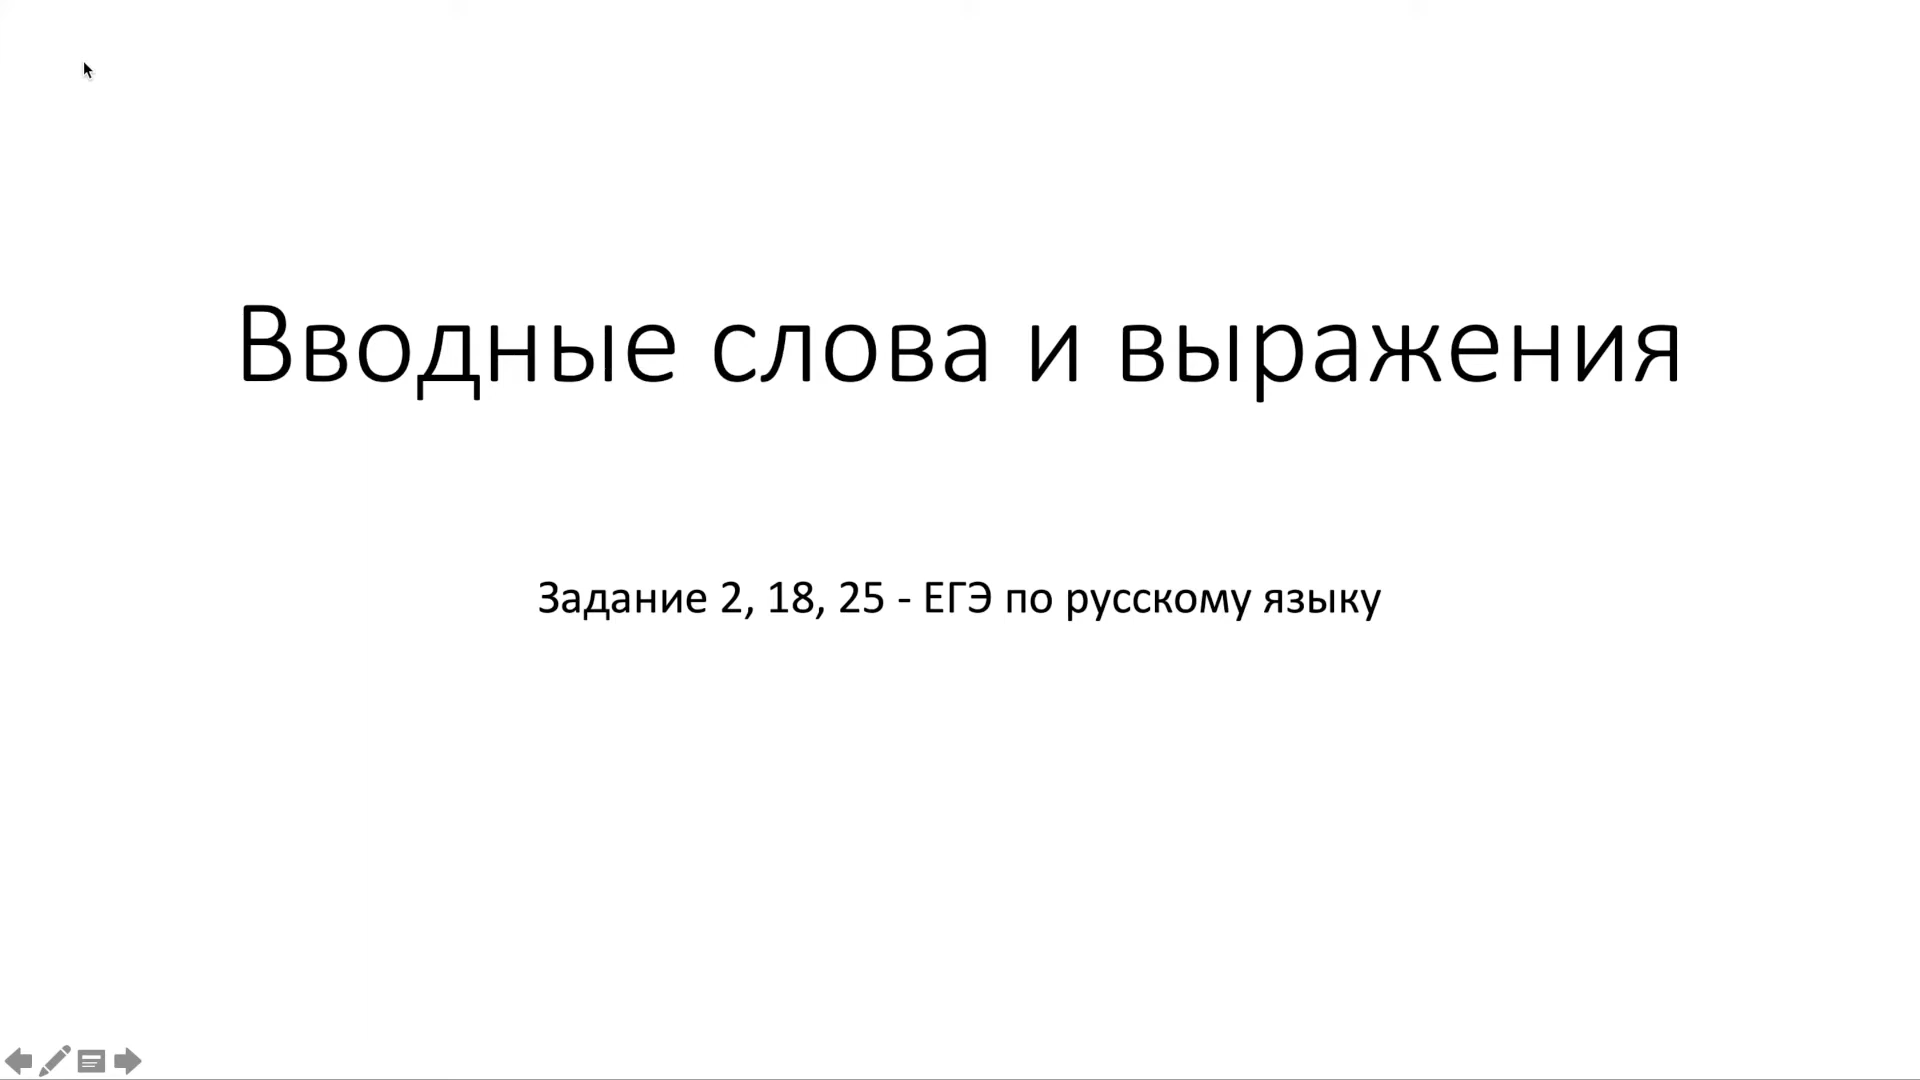 Вводные слова и выражения
Задание 2, 18, 25 - ЕГЭ по русскому языку